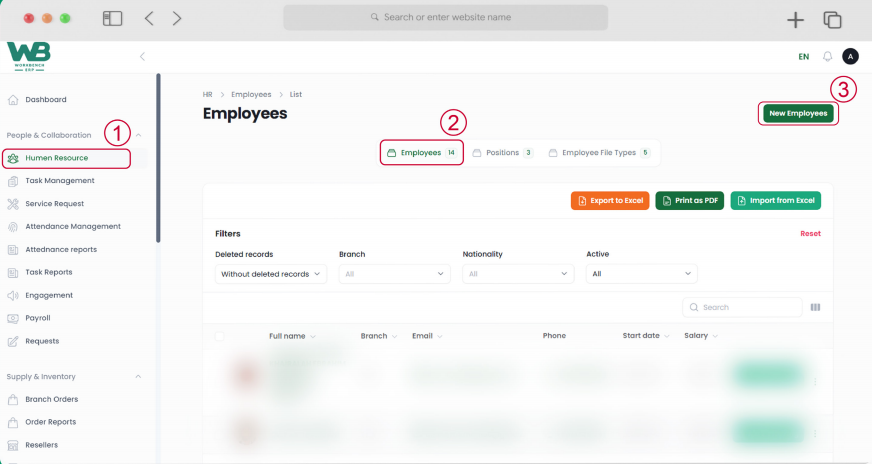 Search or enter website name
WB
WORKBENCH
ERP
EN
A
Dashboard
People & Collaboration
1
Humen Resource
Task Management
Service Request
Attendance Management
Attednance reports
Task Reports
Engagement
Payroll
Requests
Supply & Inventory
Branch Orders
Order Reports
Resellers
HR > Employees > List
Employees
3
New Employees
2
Employees 14 Positions 3 Employee File Types 5
Export to Excel Print as PDF Import from Excel
Filters Reset
Deleted records Branch Nationality Active
Without deleted records All All All
Search
Full name Branch Email Phone Start date Salary